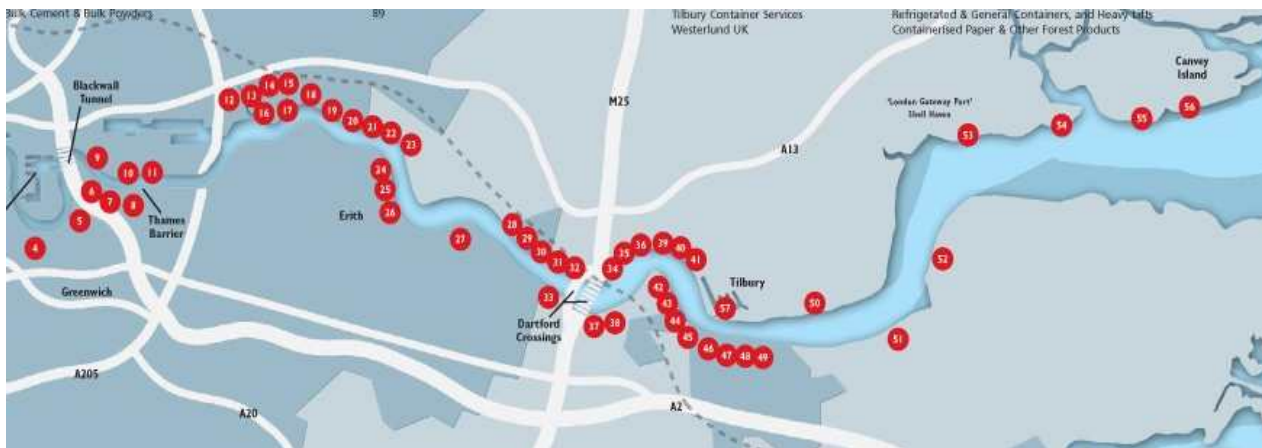 Bulk Cement & Bulk Powders
89
Tilbury Container Services
Westerlund UK
Refrigerated & General Containers, and Heavy Lifts
Containerised Paper & Other Forest Products
Canvey
Island
Blackwall
Tunnel
M25
'London Gateway Port'
Shell Haven
A13
Thames
Barrier
Erith
Greenwich
Tilbury
Dartford
Crossings
A205
A20
A2
4
5
6
7
8
9
10
11
12
13
14
15
16
17
18
19
20
21
22
23
24
25
26
27
28
29
30
31
32
33
34
35
36
37
38
39
40
41
42
43
44
45
46
47
48
49
50
51
52
53
54
55
56
57